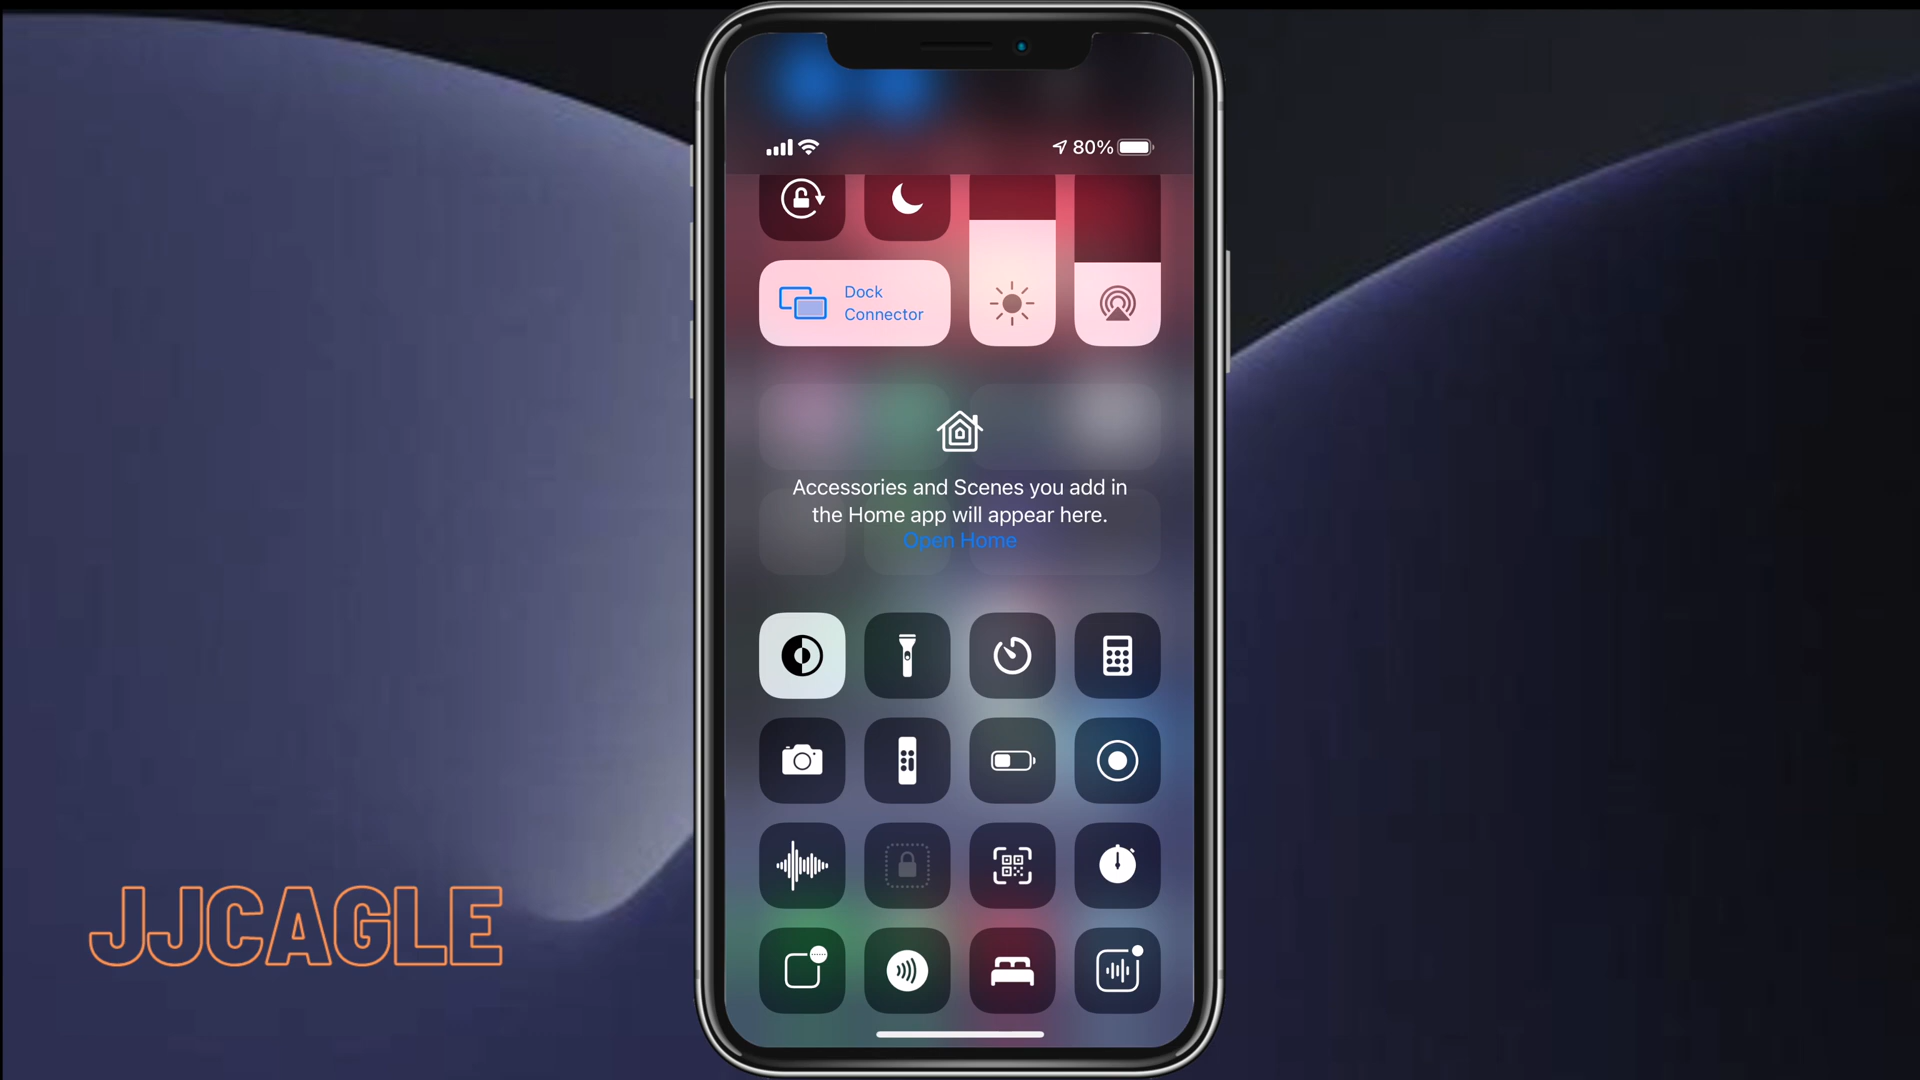 80%
Dock
Connector
Accessories and Scenes you add in
the Home app will appear here.
Open Home
JJCAGLE